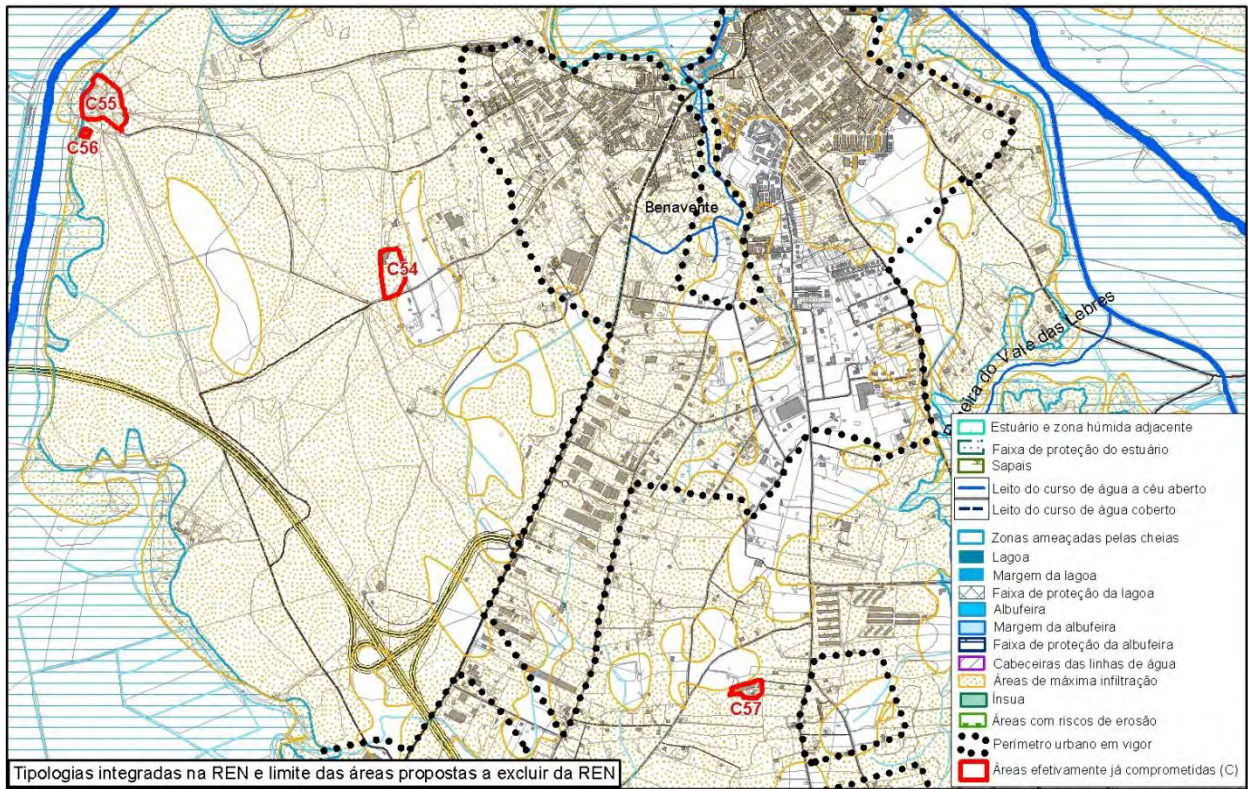 C55
C56
C54
Benavente
Ribeira do Vale das Lebres
C57
Estuário e zona húmida adjacente
Faixa de proteção do estuário
Sapais
Leito do curso de água a céu aberto
Leito do curso de água coberto
Zonas ameaçadas pelas cheias
Lagoa
Margem da lagoa
Faixa de proteção da lagoa
Albufeira
Margem da albufeira
Faixa de proteção da albufeira
Cabeceiras das linhas de água
Áreas de máxima infiltração
Ínsua
Áreas com riscos de erosão
Perímetro urbano em vigor
Áreas efetivamente já comprometidas (C)
Tipologias integradas na REN e limite das áreas propostas a excluir da REN